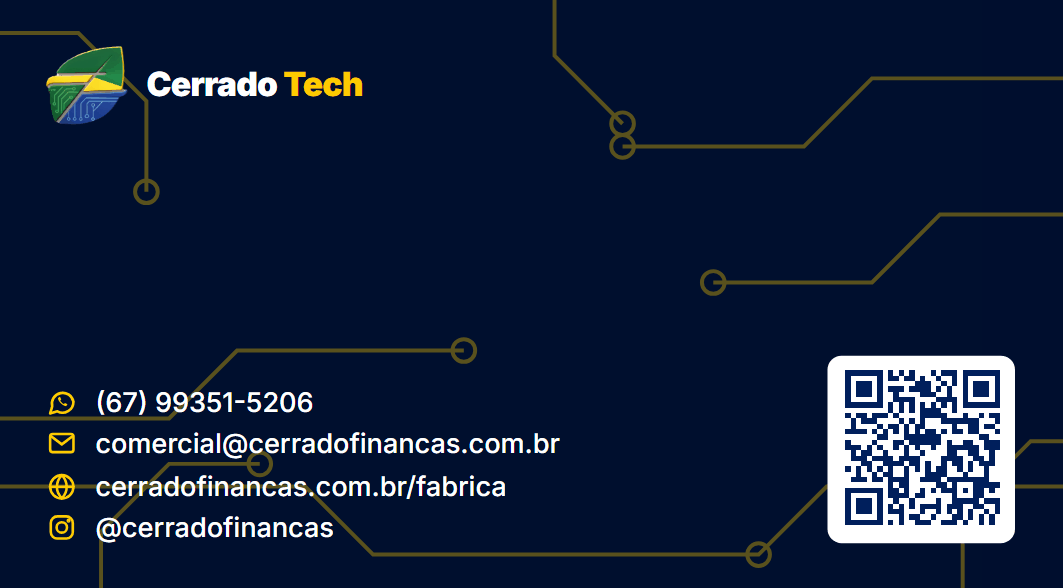 Cerrado Tech
(67) 99351-5206
comercial@cerradofinancas.com.br
cerradofinancas.com.br/fabrica
@cerradofinancas